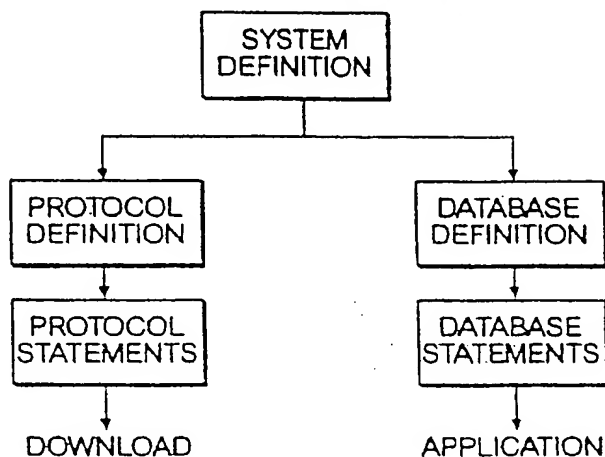 SYSTEM
DEFINITION
PROTOCOL
DEFINITION
DATABASE
DEFINITION
PROTOCOL
STATEMENTS
DATABASE
STATEMENTS
DOWNLOAD
APPLICATION